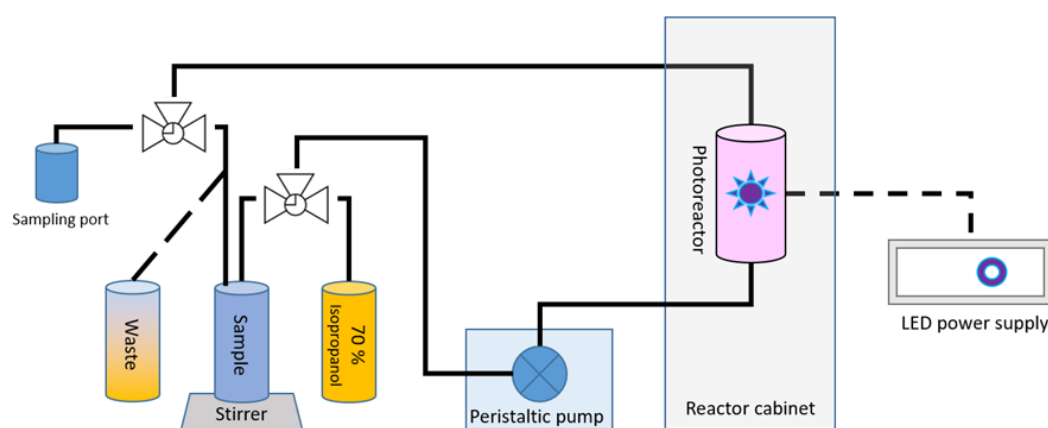 Sampling port
Waste
Sample
70 %
Isopropanol
Stirrer
Peristaltic pump
Photoreactor
Reactor cabinet
LED power supply